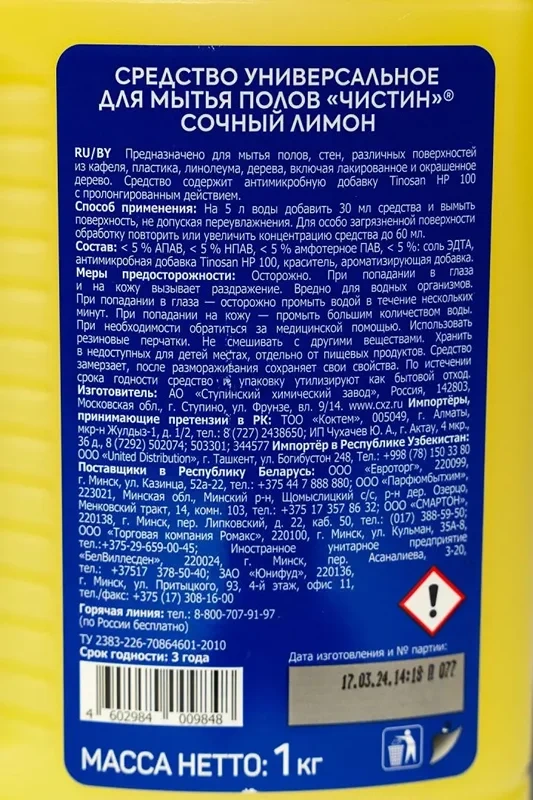 СРЕДСТВО УНИВЕРСАЛЬНОЕ
ДЛЯ МЫТЬЯ ПОЛОВ «ЧИСТИН»®
СОЧНЫЙ ЛИМОН
RU/BY Предназначено для мытья полов, стен, различных поверхностей
из кафеля, пластика, линолеума, дерева, включая лакированное и окрашенное
дерево. Средство содержит антимикробную добавку Tinosan HP 100
с пролонгированным действием.
Способ применения: На 5 л воды добавить 30 мл средства и вымыть
поверхность, не допуская переувлажнения. Для особо загрязненной поверхности
обработку повторить или увеличить концентрацию средства до 60 мл.
Состав: < 5 % АПАВ, < 5 % НПАВ, < 5 % амфотерное ПАВ, < 5 %: соль ЭДТА,
антимикробная добавка Tinosan HP 100, краситель, ароматизирующая добавка.
Меры предосторожности: Осторожно. При попадании в глаза
и на кожу вызывает раздражение. Вредно для водных организмов.
При попадании в глаза — осторожно промыть водой в течение нескольких
минут. При попадании на кожу — промыть большим количеством воды.
При необходимости обратиться за медицинской помощью. Использовать
резиновые перчатки. Не смешивать с другими веществами. Хранить
в недоступных для детей местах, отдельно от пищевых продуктов. Средство
замерзает, после размораживания сохраняет свои свойства. По истечении
срока годности средство и упаковку утилизируют как бытовой отход.
Изготовитель: АО «Ступинский химический завод», Россия, 142803,
Московская обл., г. Ступино, ул. Фрунзе, вл. 9/14. www.cxz.ru Импортёры,
принимающие претензии в РК: ТОО «Коктем», 005049, г. Алматы,
мкр-н Жулдыз-1, д. 1/2, тел.: 8 (727) 2438650; ИП Чухачев Ю. А., г. Актау, 4 мкр.,
36 д., 8 (7292) 502074; 503301; 344577 Импортёр в Республике Узбекистан:
ООО «United Distribution», г. Ташкент, ул. Богибустон 248, Тел.: +998 (78) 150 33 80
Поставщики в Республику Беларусь: ООО «Евроторг», 220099,
г. Минск, ул. Казинца, 52а-22, тел.: +375 44 7 888 880; ООО «Парфюмбытхим»,
223021, Минская обл., Минский р-н, Щомыслицкий с/с, р-н дер. Озерцо,
Менковский тракт, 14, комн. 103, тел.: +375 17 357 86 32; ООО «СМАРТОН»,
220138, г. Минск, пер. Липковский, д. 22, каб. 50, тел.: (017) 388-59-50;
ООО «Торговая компания Ромакс», 220100, г. Минск, ул. Кульман, 35А-8,
тел.:+375-29-659-00-45; Иностранное унитарное предприятие
«БелВиллесден», 220024, г. Минск, пер. Асаналиева, 3-20,
тел.: +37517 378-50-40; ЗАО «Юнифуд», 220136,
г. Минск, ул. Притыцкого, 93, 4-й этаж, офис 11,
тел./факс: +375 (17) 308-16-00
Горячая линия: тел.: 8-800-707-91-97
(по России бесплатно)
ТУ 2383-226-70864601-2010
Срок годности: 3 года
Дата изготовления и № партии:
17.03.24.14:18 П 077
4 602984 009848
МАССА НЕТТО: 1 кг